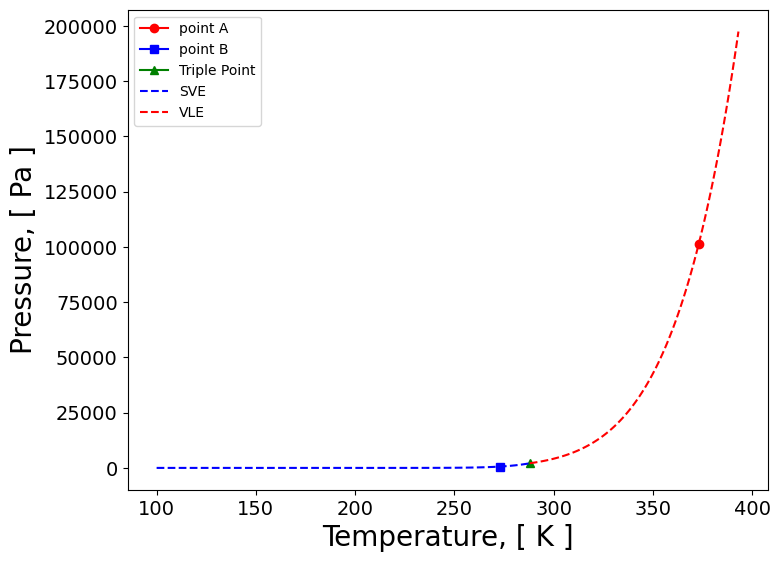 point A
point B
Triple Point
SVE
VLE
200000
175000
150000
125000
100000
75000
50000
25000
0
Pressure, [ Pa ]
100 150 200 250 300 350 400
Temperature, [ K ]